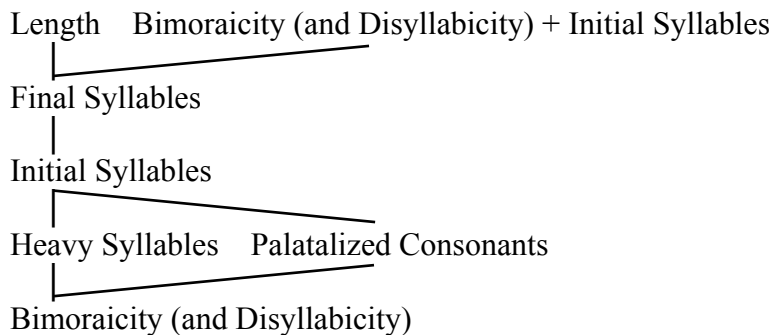 Length Bimoraicity (and Disyllabicity) + Initial Syllables
Final Syllables
Initial Syllables
Heavy Syllables Palatalized Consonants
Bimoraicity (and Disyllabicity)